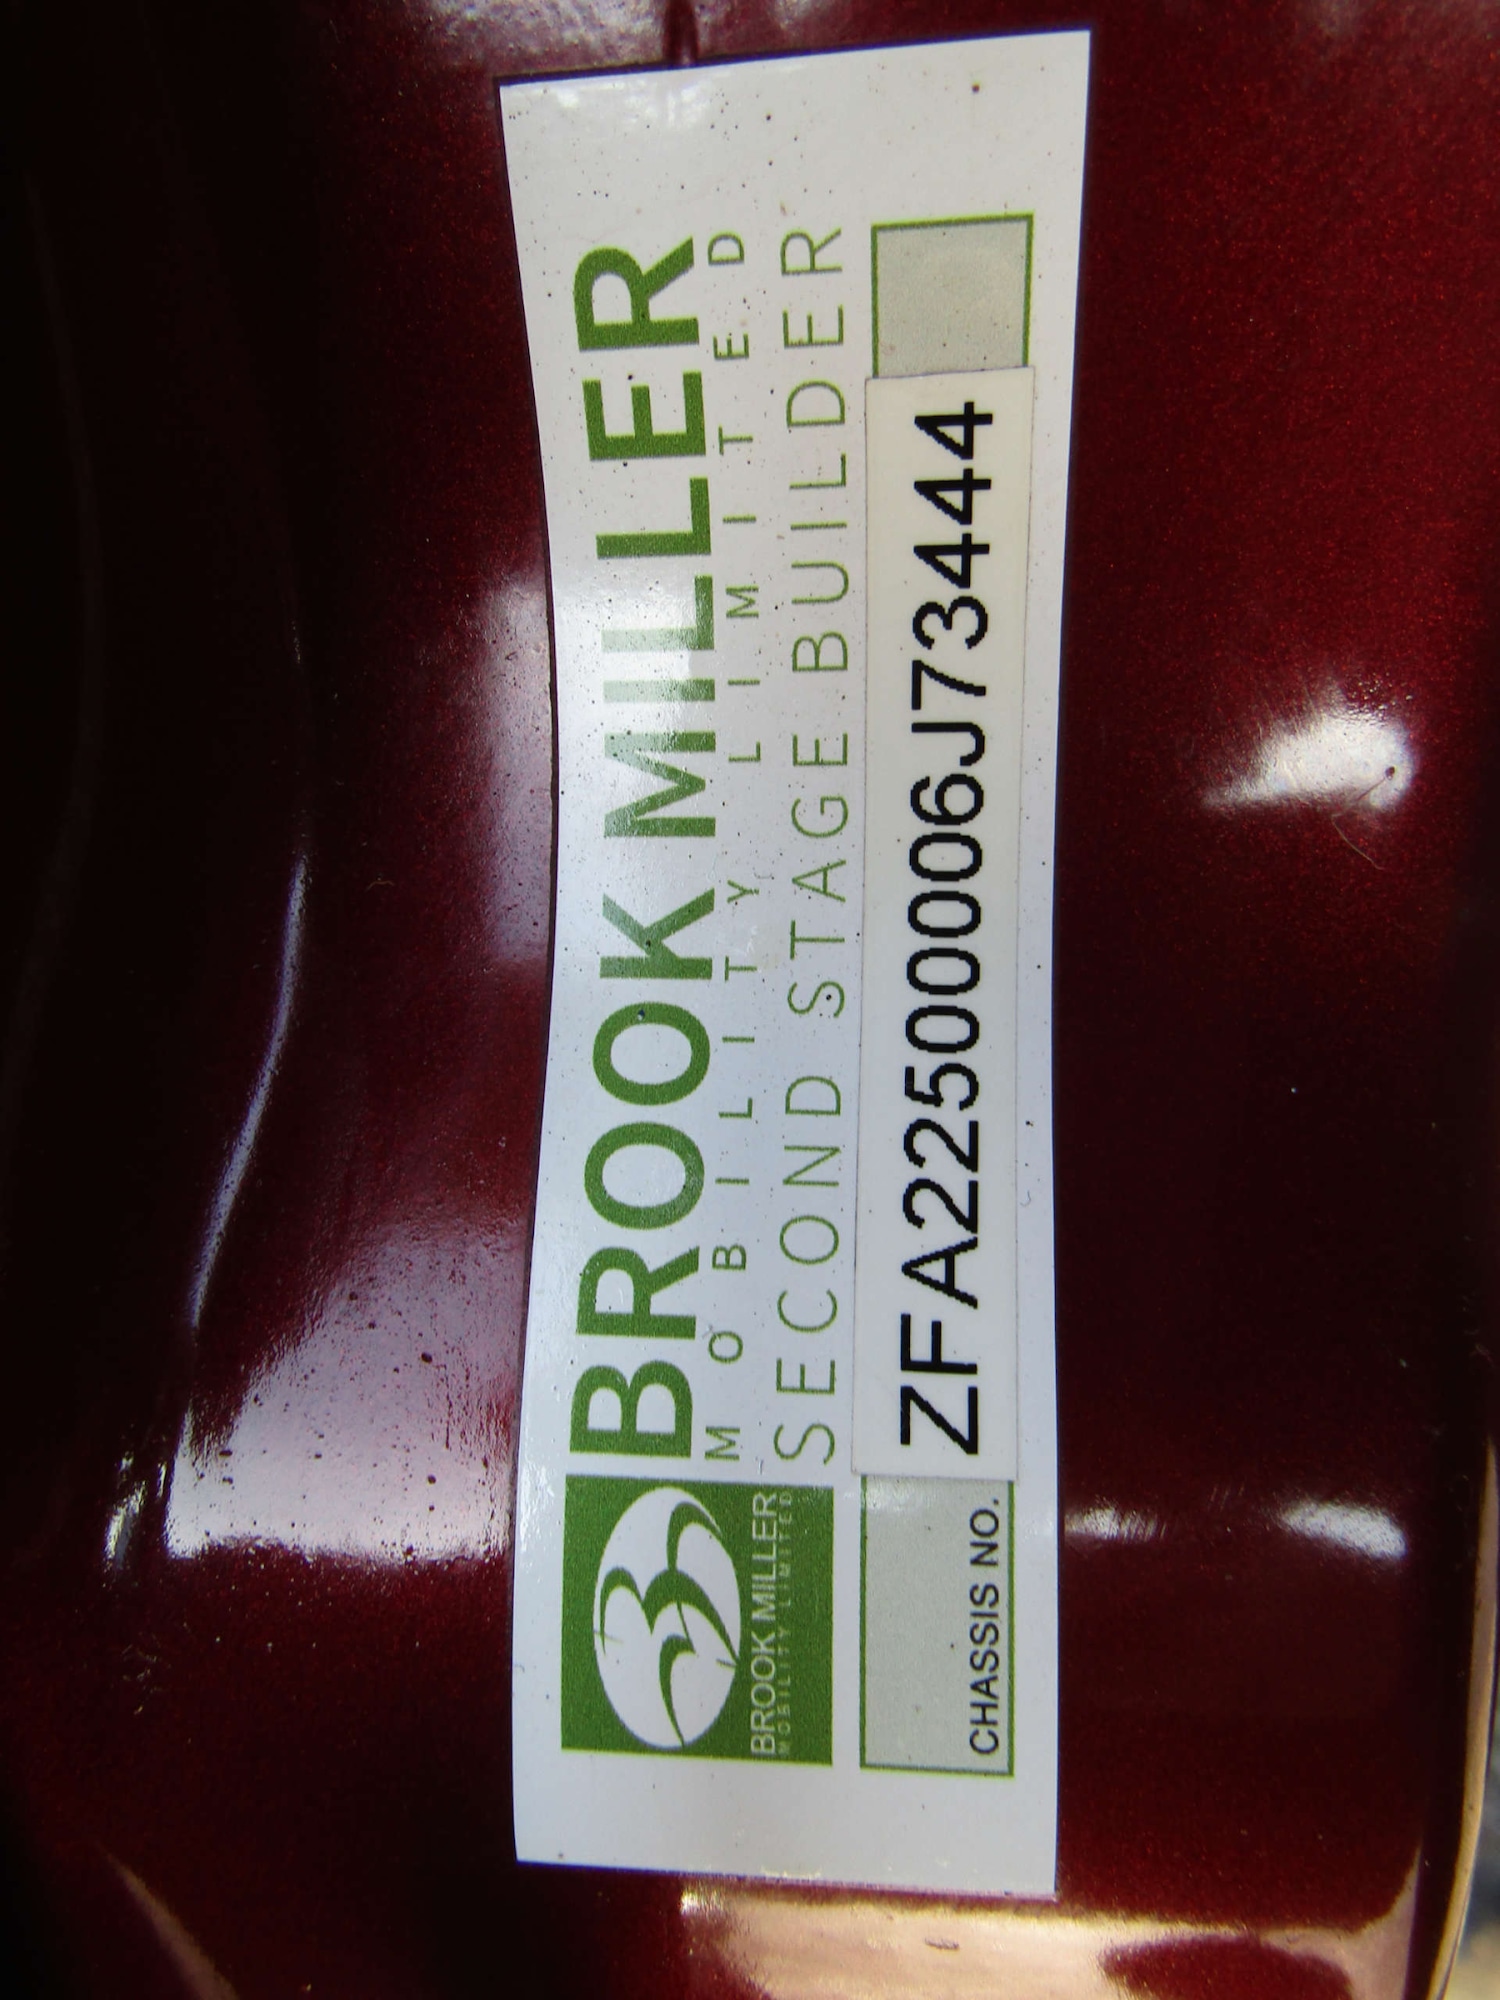 BROOK MILLER
MOBILITY LIMITED
SECOND STAGE BUILDER
BROOK MILLER
MOBILITY LIMITED
CHASSIS NO.
ZFA22500006J73444